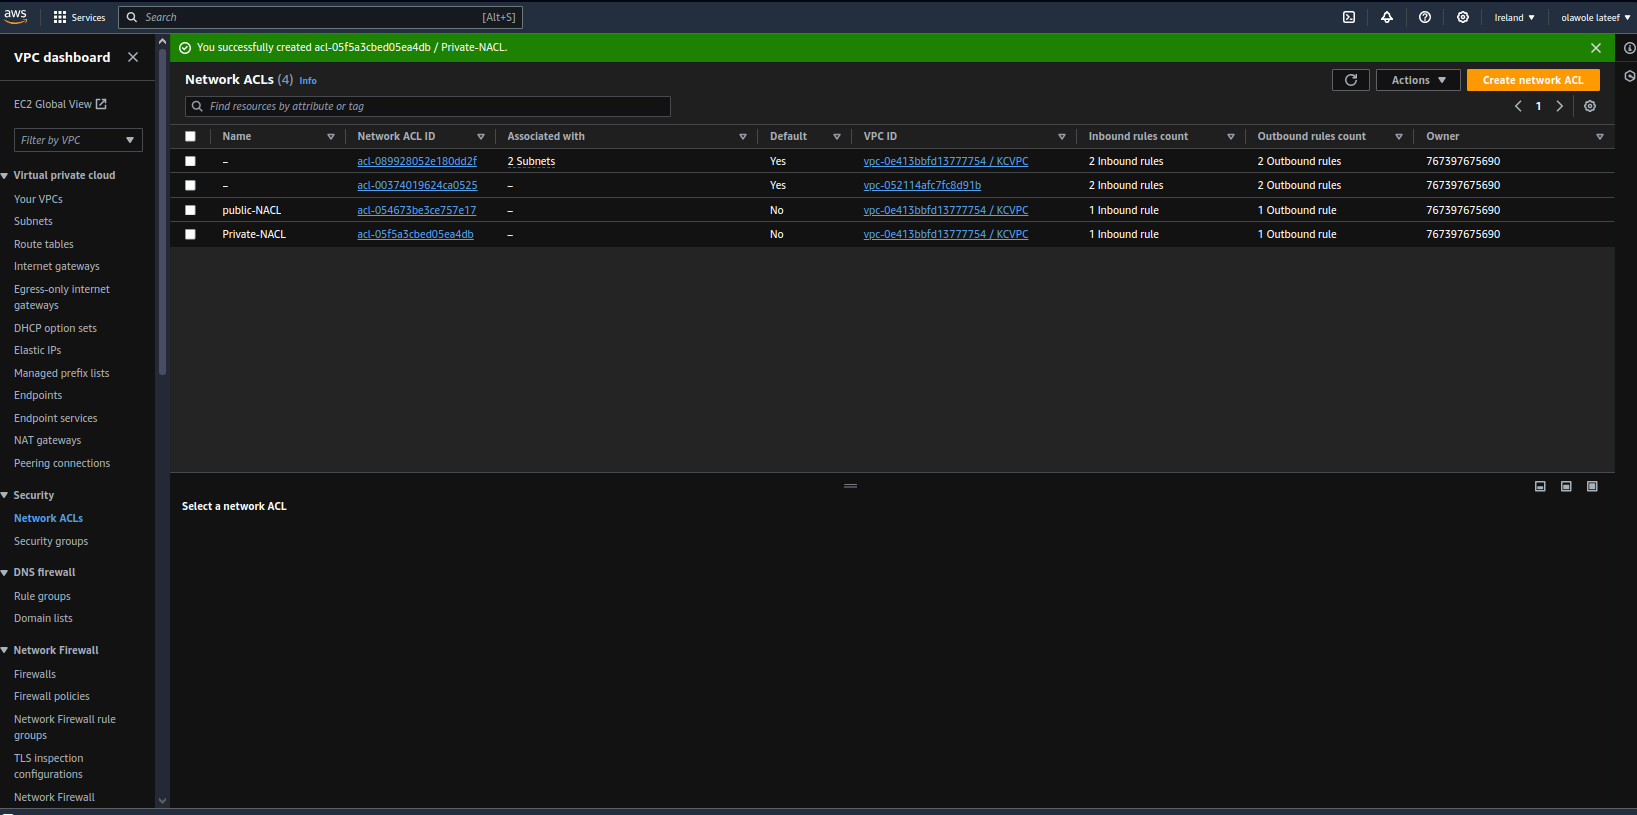 aws Services Search [Alt+S] Ireland olawole lateef
VPC dashboard
EC2 Global View
Filter by VPC
Virtual private cloud
Your VPCs
Subnets
Route tables
Internet gateways
Egress-only internet
gateways
DHCP option sets
Elastic IPs
Managed prefix lists
Endpoints
Endpoint services
NAT gateways
Peering connections
Security
Network ACLs
Security groups
DNS firewall
Rule groups
Domain lists
Network Firewall
Firewalls
Firewall policies
Network Firewall rule
groups
TLS inspection
configurations
Network Firewall
You successfully created acl-05f5a3cbed05ea4db / Private-NACL.
Network ACLs (4) Info Actions Create network ACL
Find resources by attribute or tag 1
Name Network ACL ID Associated with Default VPC ID Inbound rules count Outbound rules count Owner
– acl-089928052e180dd2f 2 Subnets Yes vpc-0e413bbfd13777754 / KCVPC 2 Inbound rules 2 Outbound rules 767397675690
– acl-00374019624ca0525 – Yes vpc-052114afc7fc8d91b 2 Inbound rules 2 Outbound rules 767397675690
public-NACL acl-054673be3ce757e17 – No vpc-0e413bbfd13777754 / KCVPC 1 Inbound rule 1 Outbound rule 767397675690
Private-NACL acl-05f5a3cbed05ea4db – No vpc-0e413bbfd13777754 / KCVPC 1 Inbound rule 1 Outbound rule 767397675690
Select a network ACL